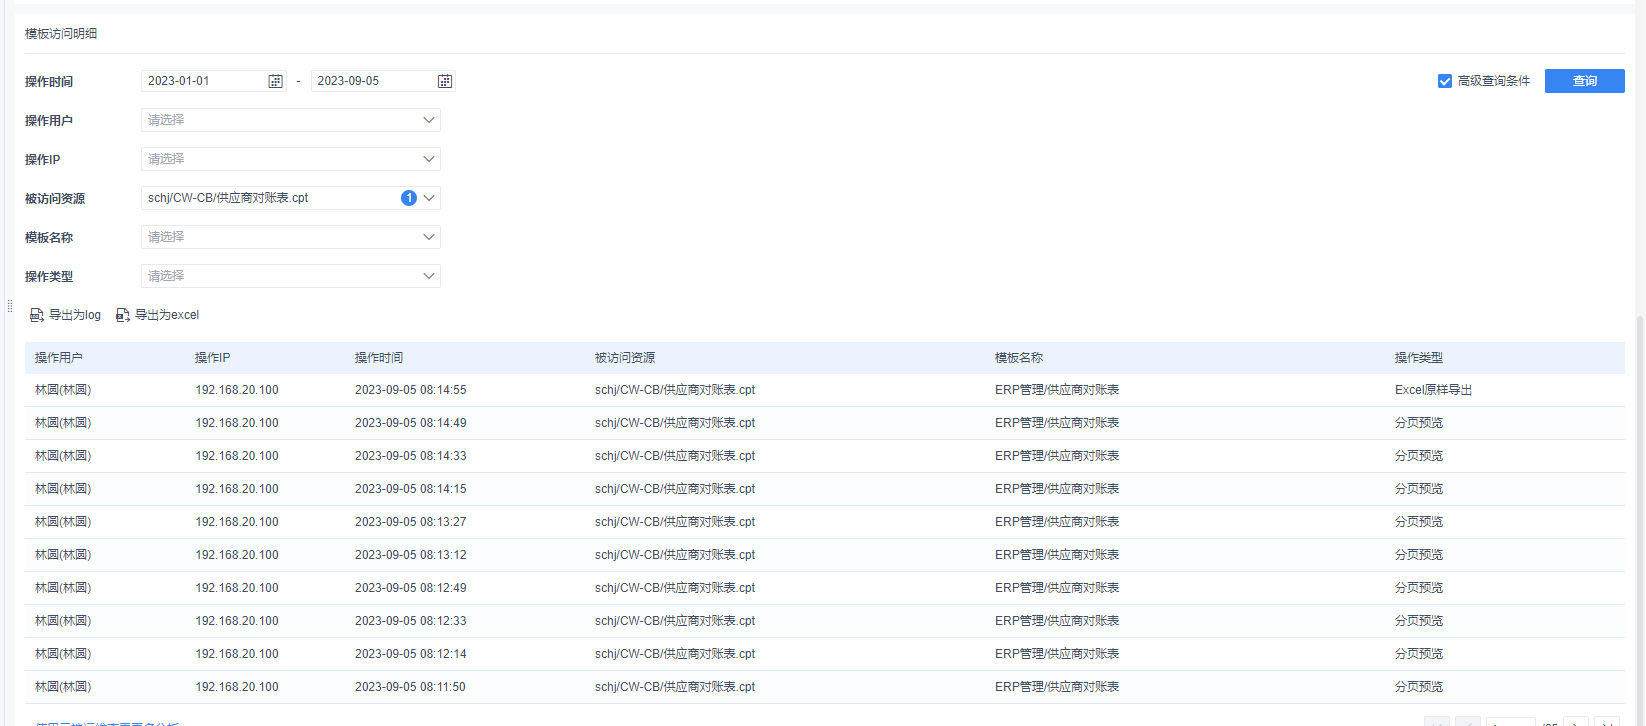 模板访问明细
操作时间 2023-01-01 - 2023-09-05 高级查询条件 查询
操作用户 请选择
操作IP 请选择
被访问资源 schj/CW-CB/供应商对账表.cpt 1
模板名称 请选择
操作类型 请选择
导出为log 导出为excel
操作用户 操作IP 操作时间 被访问资源 模板名称 操作类型
林圆(林圆) 192.168.20.100 2023-09-05 08:14:55 schj/CW-CB/供应商对账表.cpt ERP管理/供应商对账表 Excel原样导出
林圆(林圆) 192.168.20.100 2023-09-05 08:14:49 schj/CW-CB/供应商对账表.cpt ERP管理/供应商对账表 分页预览
林圆(林圆) 192.168.20.100 2023-09-05 08:14:33 schj/CW-CB/供应商对账表.cpt ERP管理/供应商对账表 分页预览
林圆(林圆) 192.168.20.100 2023-09-05 08:14:15 schj/CW-CB/供应商对账表.cpt ERP管理/供应商对账表 分页预览
林圆(林圆) 192.168.20.100 2023-09-05 08:13:27 schj/CW-CB/供应商对账表.cpt ERP管理/供应商对账表 分页预览
林圆(林圆) 192.168.20.100 2023-09-05 08:13:12 schj/CW-CB/供应商对账表.cpt ERP管理/供应商对账表 分页预览
林圆(林圆) 192.168.20.100 2023-09-05 08:12:49 schj/CW-CB/供应商对账表.cpt ERP管理/供应商对账表 分页预览
林圆(林圆) 192.168.20.100 2023-09-05 08:12:33 schj/CW-CB/供应商对账表.cpt ERP管理/供应商对账表 分页预览
林圆(林圆) 192.168.20.100 2023-09-05 08:12:14 schj/CW-CB/供应商对账表.cpt ERP管理/供应商对账表 分页预览
林圆(林圆) 192.168.20.100 2023-09-05 08:11:50 schj/CW-CB/供应商对账表.cpt ERP管理/供应商对账表 分页预览